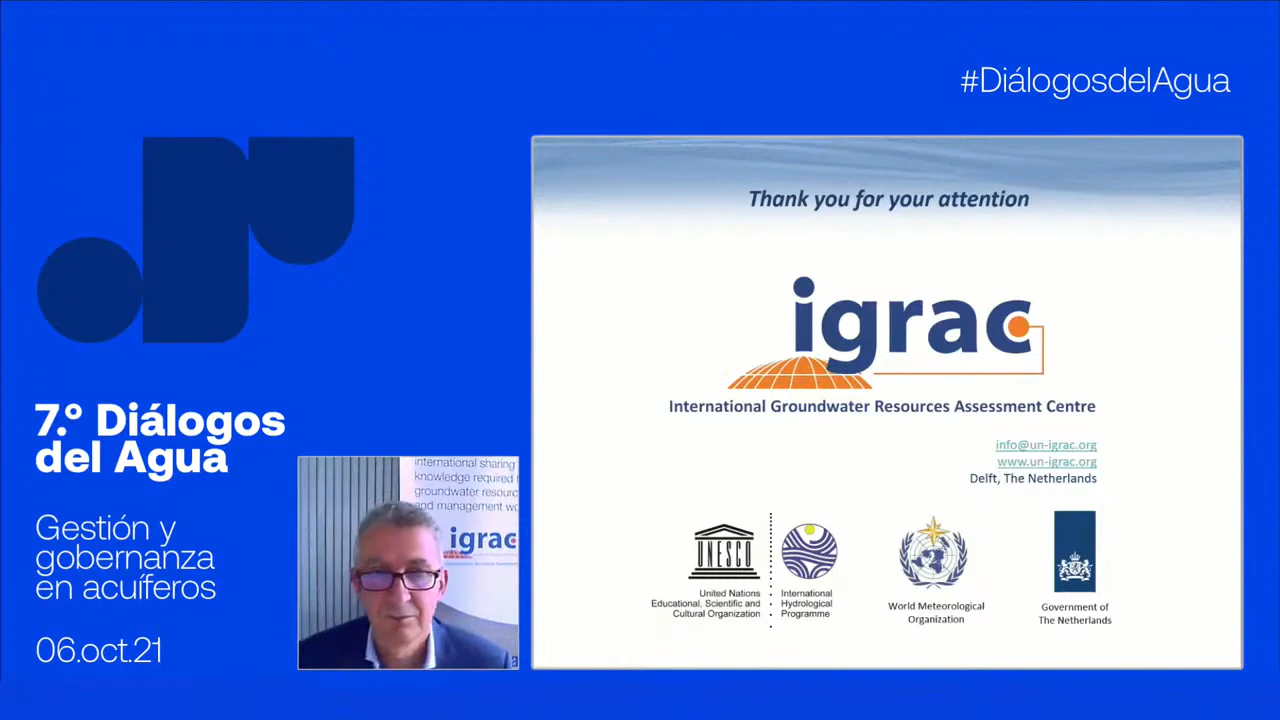 #DiálogosdelAgua
7.º Diálogos
del Agua
Gestión y
gobernanza
en acuíferos
06.oct.21
international sharing
knowledge required
groundwater resourc
and management wo
igrac
Thank you for your attention
igrac
International Groundwater Resources Assessment Centre
info@un-igrac.org
www.un-igrac.org
Delft, The Netherlands
UNESCO
United Nations
Educational, Scientific and
Cultural Organization
International
Hydrological
Programme
World Meteorological
Organization
Government of
The Netherlands